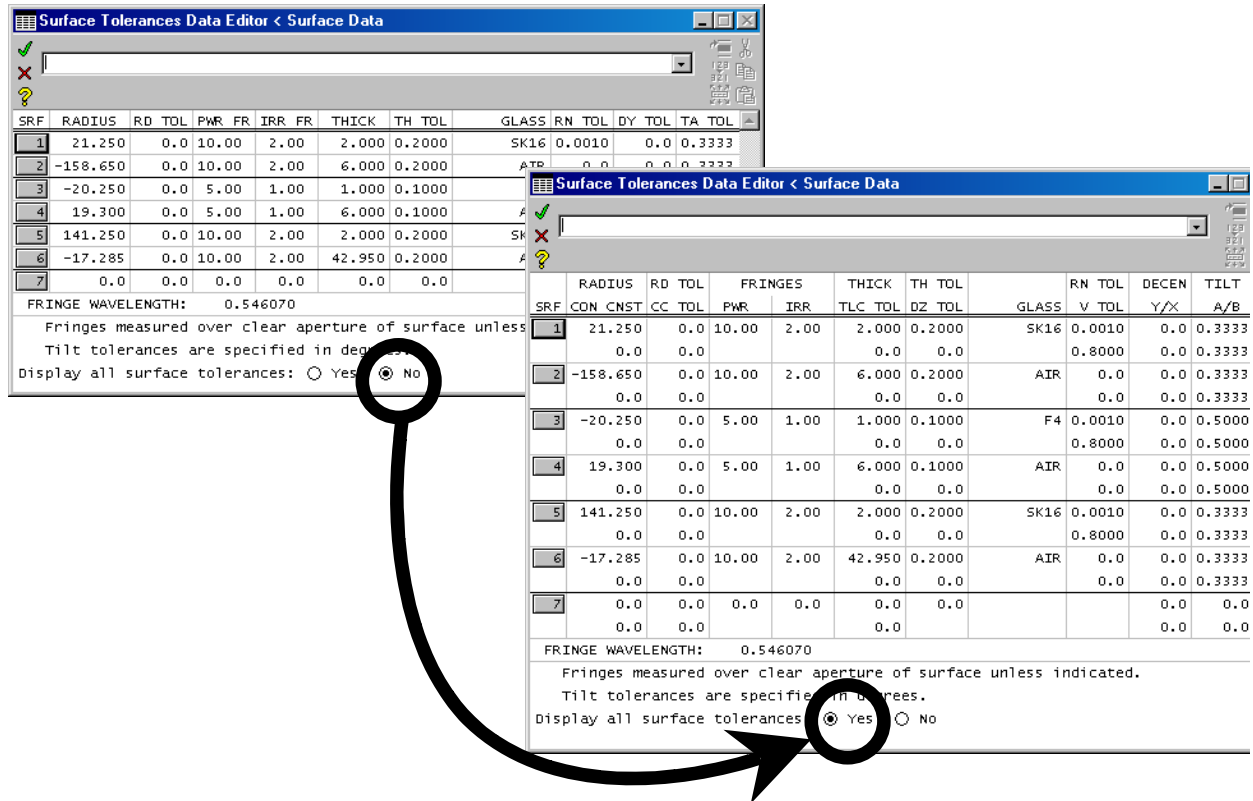 Surface Tolerances Data Editor < Surface Data
SRF RADIUS RD TOL PWR FR IRR FR THICK TH TOL GLASS RN TOL DY TOL TA TOL
1 21.250 0.0 10.00 2.00 2.000 0.2000 SK16 0.0010 0.0 0.3333
2 -158.650 0.0 10.00 2.00 6.000 0.2000 AIR 0.0 0.0 0.3333
3 -20.250 0.0 5.00 1.00 1.000 0.1000
4 19.300 0.0 5.00 1.00 6.000 0.1000 A
5 141.250 0.0 10.00 2.00 2.000 0.2000 SK
6 -17.285 0.0 10.00 2.00 42.950 0.2000 A
7 0.0 0.0 0.0 0.0 0.0 0.0
FRINGE WAVELENGTH: 0.546070
Fringes measured over clear aperture of surface unless
Tilt tolerances are specified in degrees.
Display all surface tolerances: Yes No
Surface Tolerances Data Editor < Surface Data
RADIUS RD TOL FRINGES THICK TH TOL RN TOL DECEN TILT
SRF CON CNST CC TOL PWR IRR TLC TOL DZ TOL GLASS V TOL Y/X A/B
1 21.250 0.0 10.00 2.00 2.000 0.2000 SK16 0.0010 0.0 0.3333
0.0 0.0 0.0 0.0 0.8000 0.0 0.3333
2 -158.650 0.0 10.00 2.00 6.000 0.2000 AIR 0.0 0.0 0.3333
0.0 0.0 0.0 0.0 0.0 0.0 0.3333
3 -20.250 0.0 5.00 1.00 1.000 0.1000 F4 0.0010 0.0 0.5000
0.0 0.0 0.0 0.0 0.8000 0.0 0.5000
4 19.300 0.0 5.00 1.00 6.000 0.1000 AIR 0.0 0.0 0.5000
0.0 0.0 0.0 0.0 0.0 0.0 0.5000
5 141.250 0.0 10.00 2.00 2.000 0.2000 SK16 0.0010 0.0 0.3333
0.0 0.0 0.0 0.0 0.8000 0.0 0.3333
6 -17.285 0.0 10.00 2.00 42.950 0.2000 AIR 0.0 0.0 0.3333
0.0 0.0 0.0 0.0 0.0 0.0 0.3333
7 0.0 0.0 0.0 0.0 0.0 0.0 0.0 0.0
0.0 0.0 0.0 0.0 0.0
FRINGE WAVELENGTH: 0.546070
Fringes measured over clear aperture of surface unless indicated.
Tilt tolerances are specified in degrees.
Display all surface tolerances Yes No